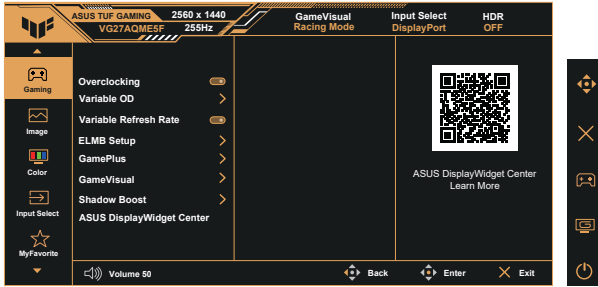 ASUS TUF GAMING 2560 x 1440
VG27AQME5F 255Hz
GameVisual
Racing Mode
Input Select
DisplayPort
HDR
OFF
Gaming
Image
Color
Input Select
MyFavorite
Overclocking
Variable OD
Variable Refresh Rate
ELMB Setup
GamePlus
GameVisual
Shadow Boost
ASUS DisplayWidget Center
ASUS DisplayWidget Center
Learn More
Volume 50
Back
Enter
Exit